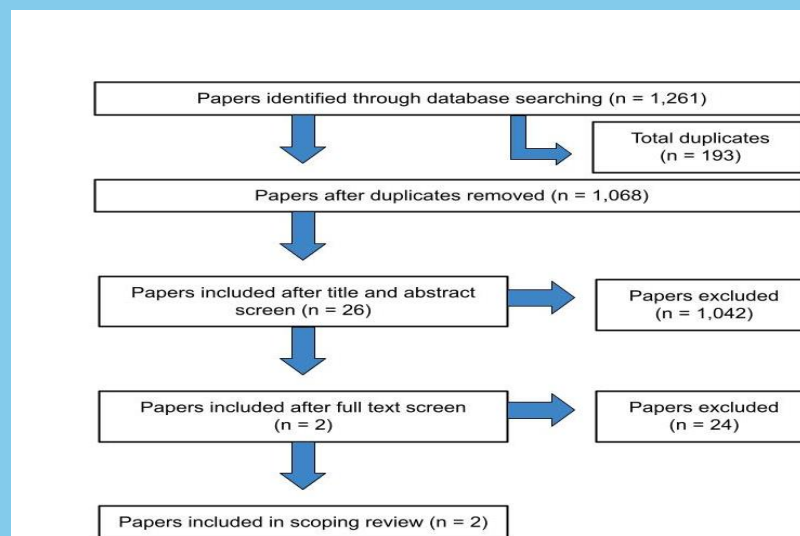 Papers identified through database searching (n = 1,261)
Total duplicates
(n = 193)
Papers after duplicates removed (n = 1,068)
Papers included after title and abstract
screen (n = 26)
Papers excluded
(n = 1,042)
Papers included after full text screen
(n = 2)
Papers excluded
(n = 24)
Papers included in scoping review (n = 2)